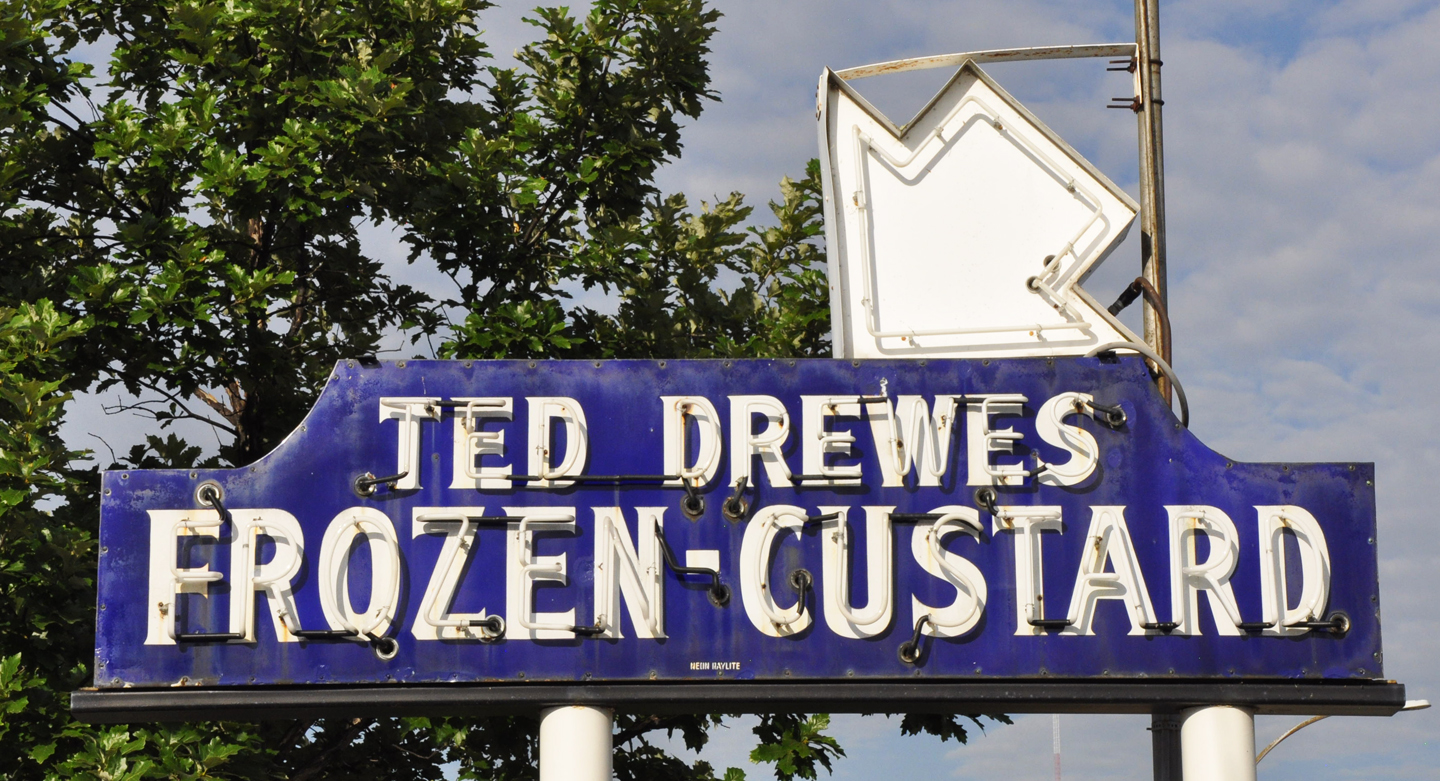 TED DREWES
FROZEN-CUSTARD
NEON RAYLITE